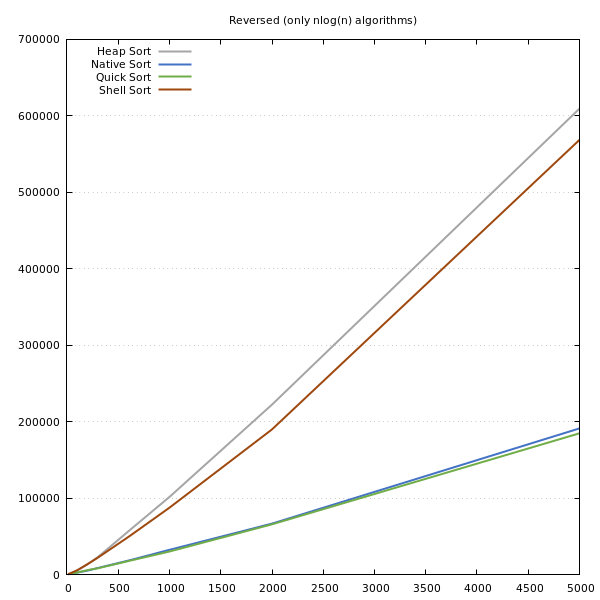 Reversed (only nlog(n) algorithms)
700000
600000
500000
400000
300000
200000
100000
0
Heap Sort
Native Sort
Quick Sort
Shell Sort
0 500 1000 1500 2000 2500 3000 3500 4000 4500 5000